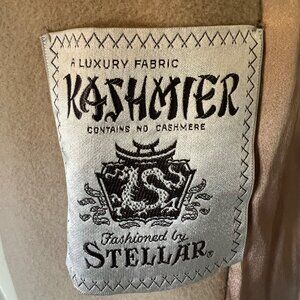 A LUXURY FABRIC
KASHMIER
CONTAINS NO CASHMERE
Fashioned by
STELLAR®